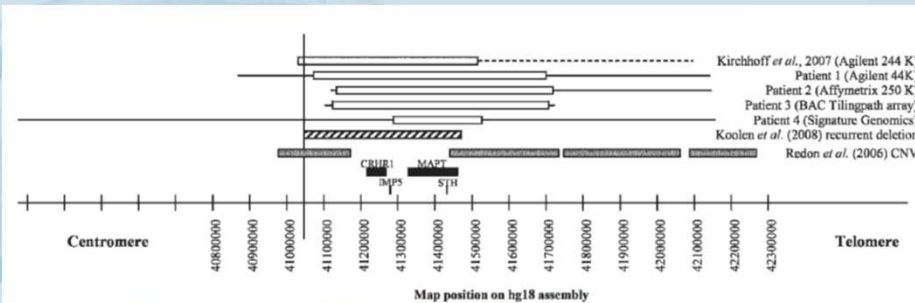 Kirchhoff et al., 2007 (Agilent 244 K)
Patient 1 (Agilent 44K)
Patient 2 (Affymetrix 250 K)
Patient 3 (BAC Tilingpath array)
Patient 4 (Signature Genomics)
Koolen et al. (2008) recurrent deletion
Redon et al. (2006) CNV
CRHR1 MAPT
IMP5 STH
Centromere
40800000
40900000
41000000
41100000
41200000
41300000
41400000
41500000
41600000
41700000
41800000
41900000
42000000
42100000
42200000
42300000
Telomere
Map position on hg18 assembly